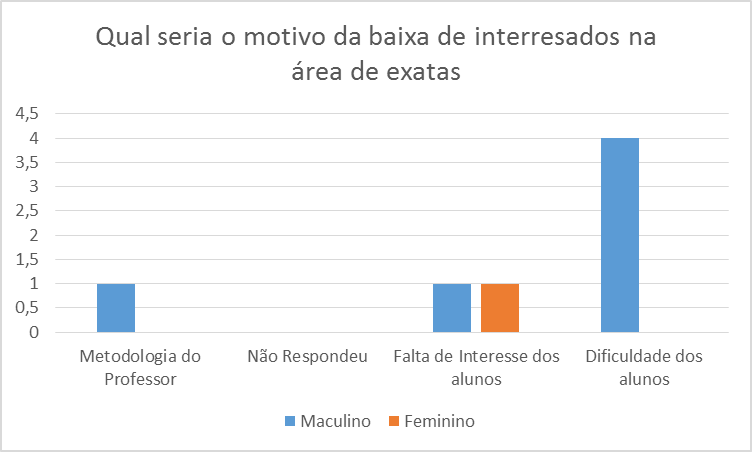 Qual seria o motivo da baixa de interresados na
área de exatas
4,5
4
3,5
3
2,5
2
1,5
1
0,5
0
Metodologia do
Professor
Não Respondeu
Falta de Interesse dos
alunos
Dificuldade dos
alunos
Maculino
Feminino